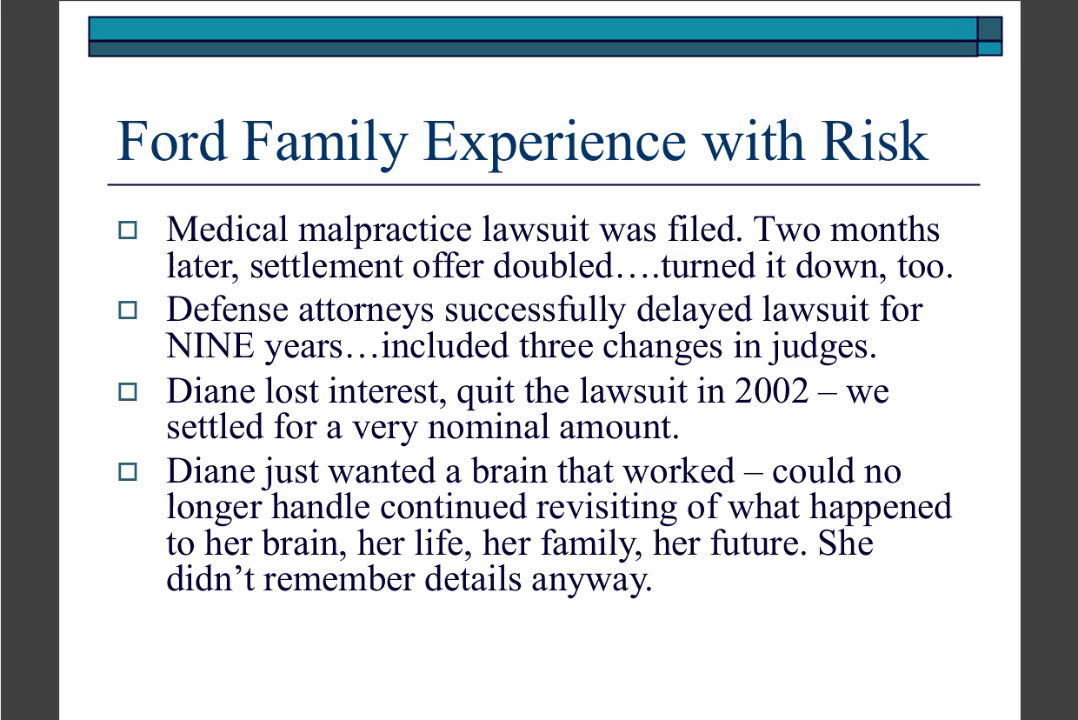 Ford Family Experience with Risk
Medical malpractice lawsuit was filed. Two months
later, settlement offer doubled….turned it down, too.
Defense attorneys successfully delayed lawsuit for
NINE years…included three changes in judges.
Diane lost interest, quit the lawsuit in 2002 – we
settled for a very nominal amount.
Diane just wanted a brain that worked – could no
longer handle continued revisiting of what happened
to her brain, her life, her family, her future. She
didn’t remember details anyway.